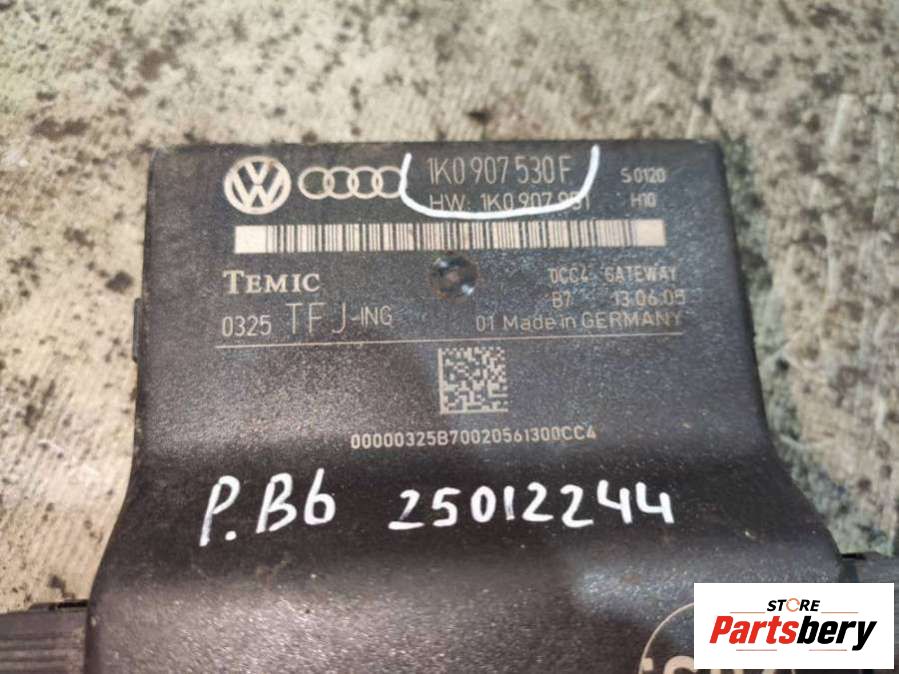 1K0 907 530 F S0120
HW: 1K0 907 951 H10
TEMIC DCC4 GATEWAY
B7 13.06.05
0325 TFJ-ING 01 Made in GERMANY
00000325B70020561300CC4
P.B6 25012244
STORE
Partsbery